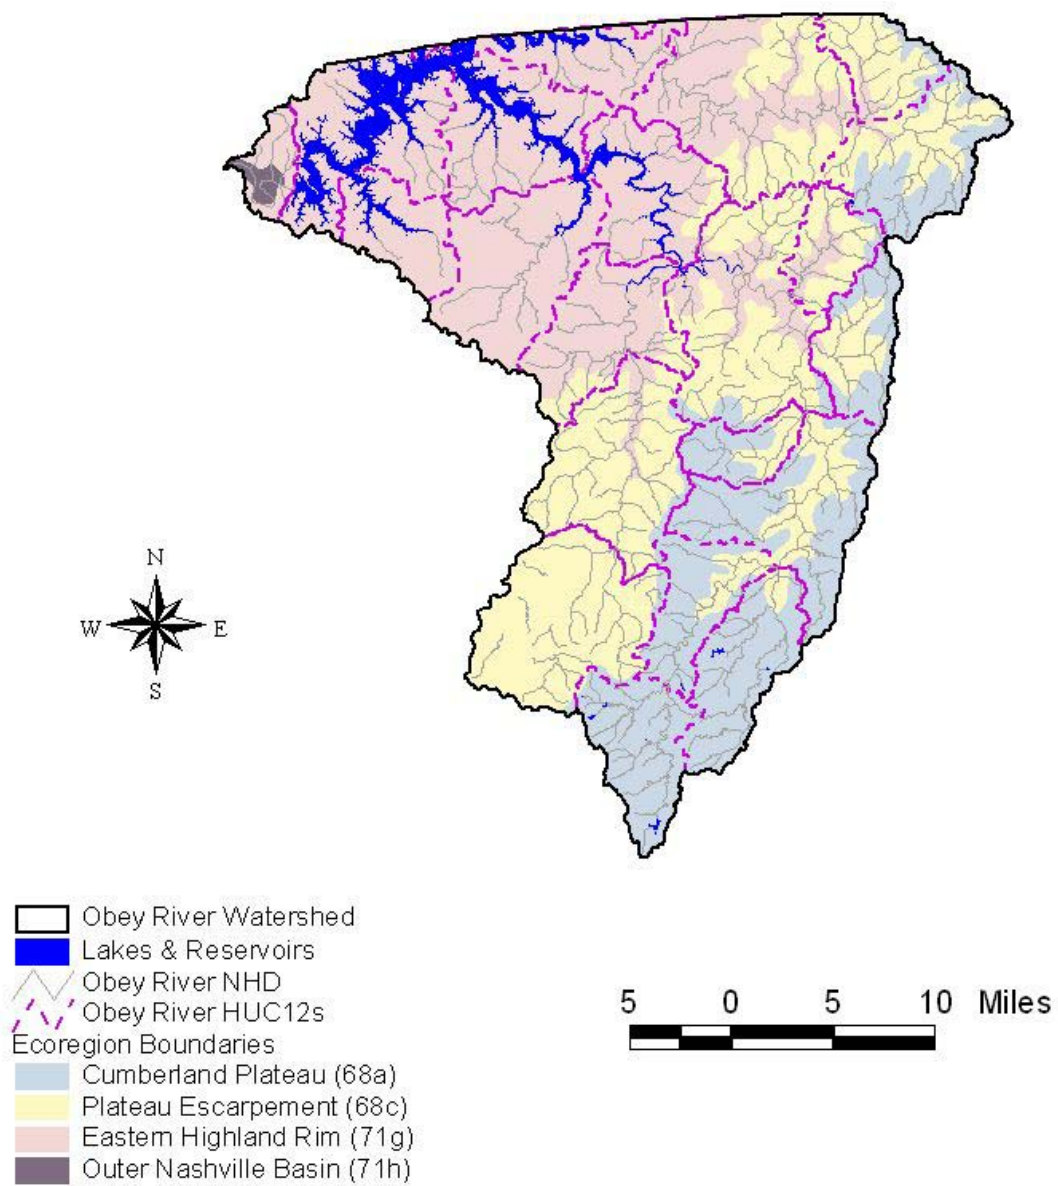 N
W E
S
Obey River Watershed
Lakes & Reservoirs
Obey River NHD
Obey River HUC12s
Ecoregion Boundaries
Cumberland Plateau (68a)
Plateau Escarpement (68c)
Eastern Highland Rim (71g)
Outer Nashville Basin (71h)
5 0 5 10 Miles